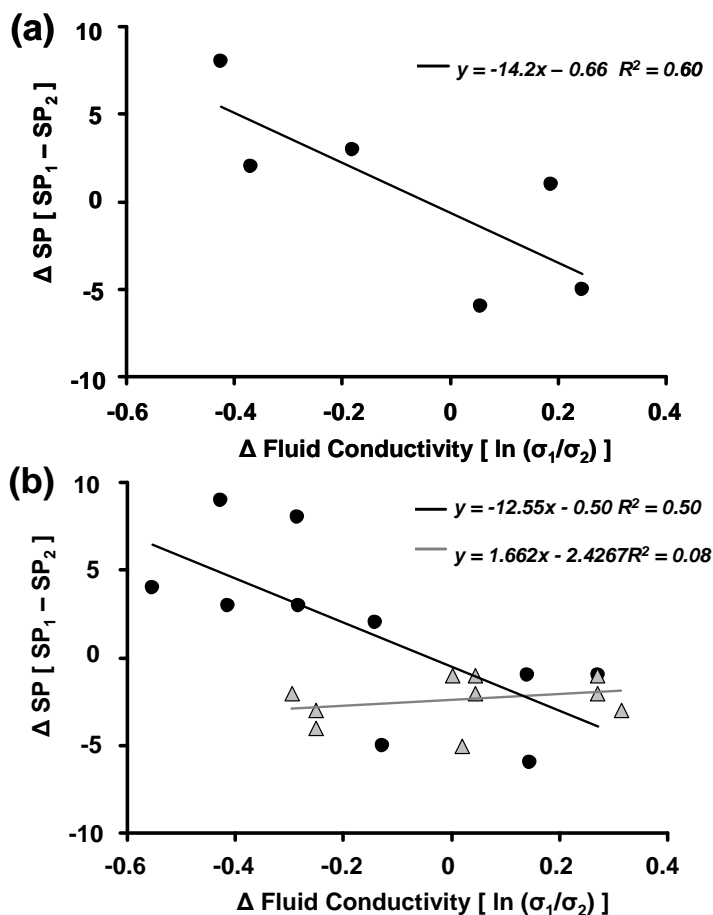 (a)
10
5
0
-5
-10
-0.6 -0.4 -0.2 0 0.2 0.4
Δ SP [ SP₁ – SP₂ ]
Δ Fluid Conductivity [ ln (σ₁/σ₂) ]
y = -14.2x – 0.66 R² = 0.60
(b)
10
5
0
-5
-10
-0.6 -0.4 -0.2 0 0.2 0.4
Δ SP [ SP₁ – SP₂ ]
Δ Fluid Conductivity [ ln (σ₁/σ₂) ]
y = -12.55x - 0.50 R² = 0.50
y = 1.662x - 2.4267R² = 0.08